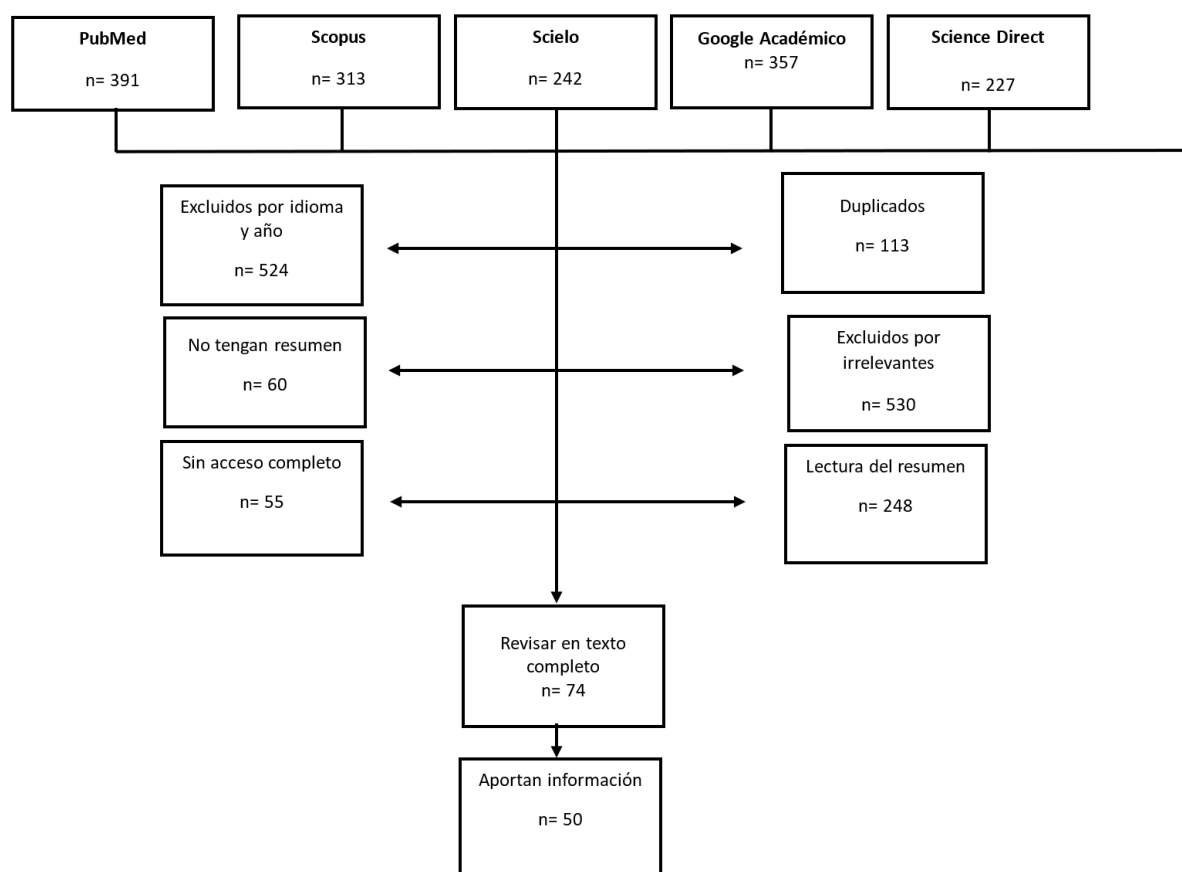 PubMed
n= 391
Scopus
n= 313
Scielo
n= 242
Google Académico
n= 357
Science Direct
n= 227
Excluidos por idioma
y año
n= 524
Duplicados
n= 113
No tengan resumen
n= 60
Excluidos por
irrelevantes
n= 530
Sin acceso completo
n= 55
Lectura del resumen
n= 248
Revisar en texto
completo
n= 74
Aportan información
n= 50